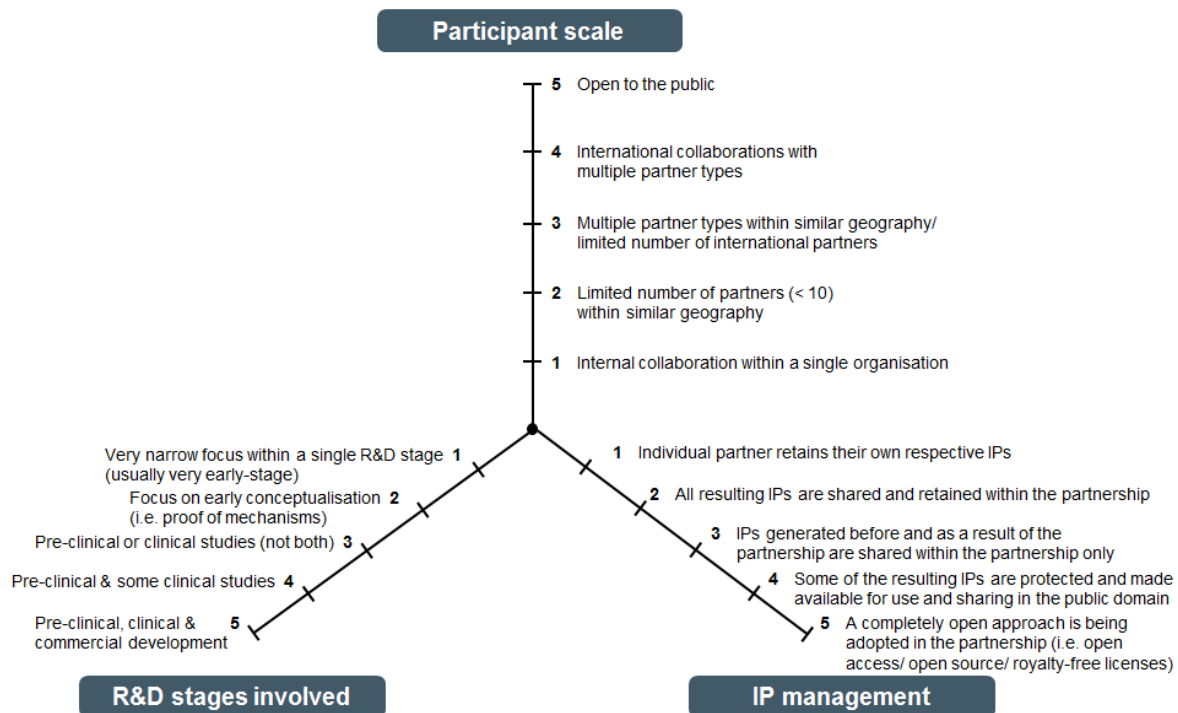 Participant scale
5 Open to the public
4 International collaborations with
multiple partner types
3 Multiple partner types within similar geography/
limited number of international partners
2 Limited number of partners (< 10)
within similar geography
1 Internal collaboration within a single organisation
Very narrow focus within a single R&D stage 1
(usually very early-stage)
Focus on early conceptualisation 2
(i.e. proof of mechanisms)
Pre-clinical or clinical studies (not both) 3
Pre-clinical & some clinical studies 4
Pre-clinical, clinical & 5
commercial development
R&D stages involved
1 Individual partner retains their own respective IPs
2 All resulting IPs are shared and retained within the partnership
3 IPs generated before and as a result of the
partnership are shared within the partnership only
4 Some of the resulting IPs are protected and made
available for use and sharing in the public domain
5 A completely open approach is being
adopted in the partnership (i.e. open
access/ open source/ royalty-free licenses)
IP management